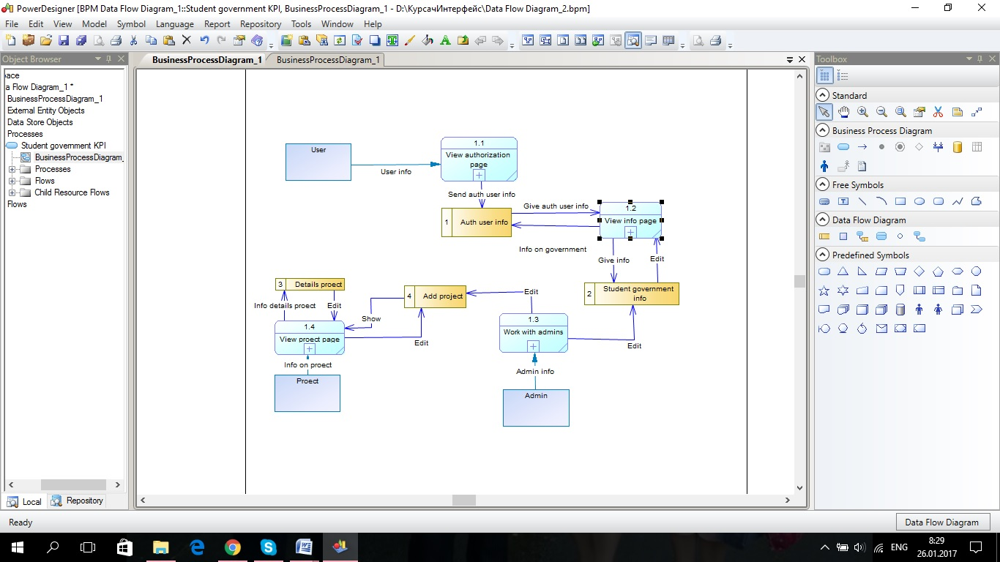 PowerDesigner [BPM Data Flow Diagram_1::Student government KPI, BusinessProcessDiagram_1 - D:\КурсачИнтерфейс\Data Flow Diagram_2.bpm]
File Edit View Model Symbol Language Report Repository Tools Window Help
Object Browser
BusinessProcessDiagram_1 BusinessProcessDiagram_1
Toolbox
ace
a Flow Diagram_1 *
BusinessProcessDiagram_1
External Entity Objects
Data Store Objects
Processes
Student government KPI
BusinessProcessDiagram_
Processes
Flows
Child Resource Flows
Flows
Local Repository
User
User info
1.1
View authorization
page
Send auth user info
1 Auth user info
Give auth user info
1.2
View info page
Info on government
Give info
Edit
2 Student government
info
3 Details proect
Info details project
Edit
4 Add project
Show
Edit
1.4
View proect page
Edit
Info on proect
Proect
1.3
Work with admins
Edit
Admin info
Admin
Standard
Business Process Diagram
Free Symbols
Data Flow Diagram
Predefined Symbols
Ready
Data Flow Diagram
ENG
8:29
26.01.2017